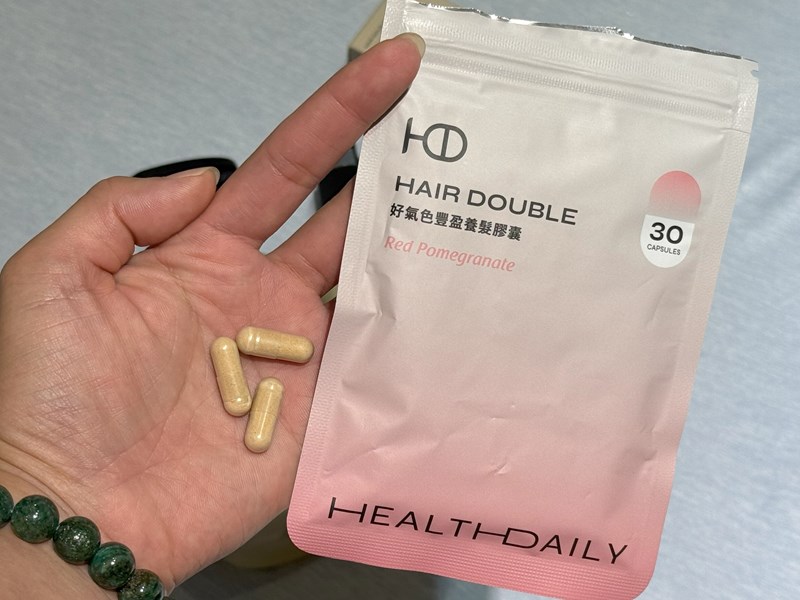 HD
HAIR DOUBLE
好氣色豐盈養髮膠囊
Red Pomegranate
30
CAPSULES
HEALTHDAILY